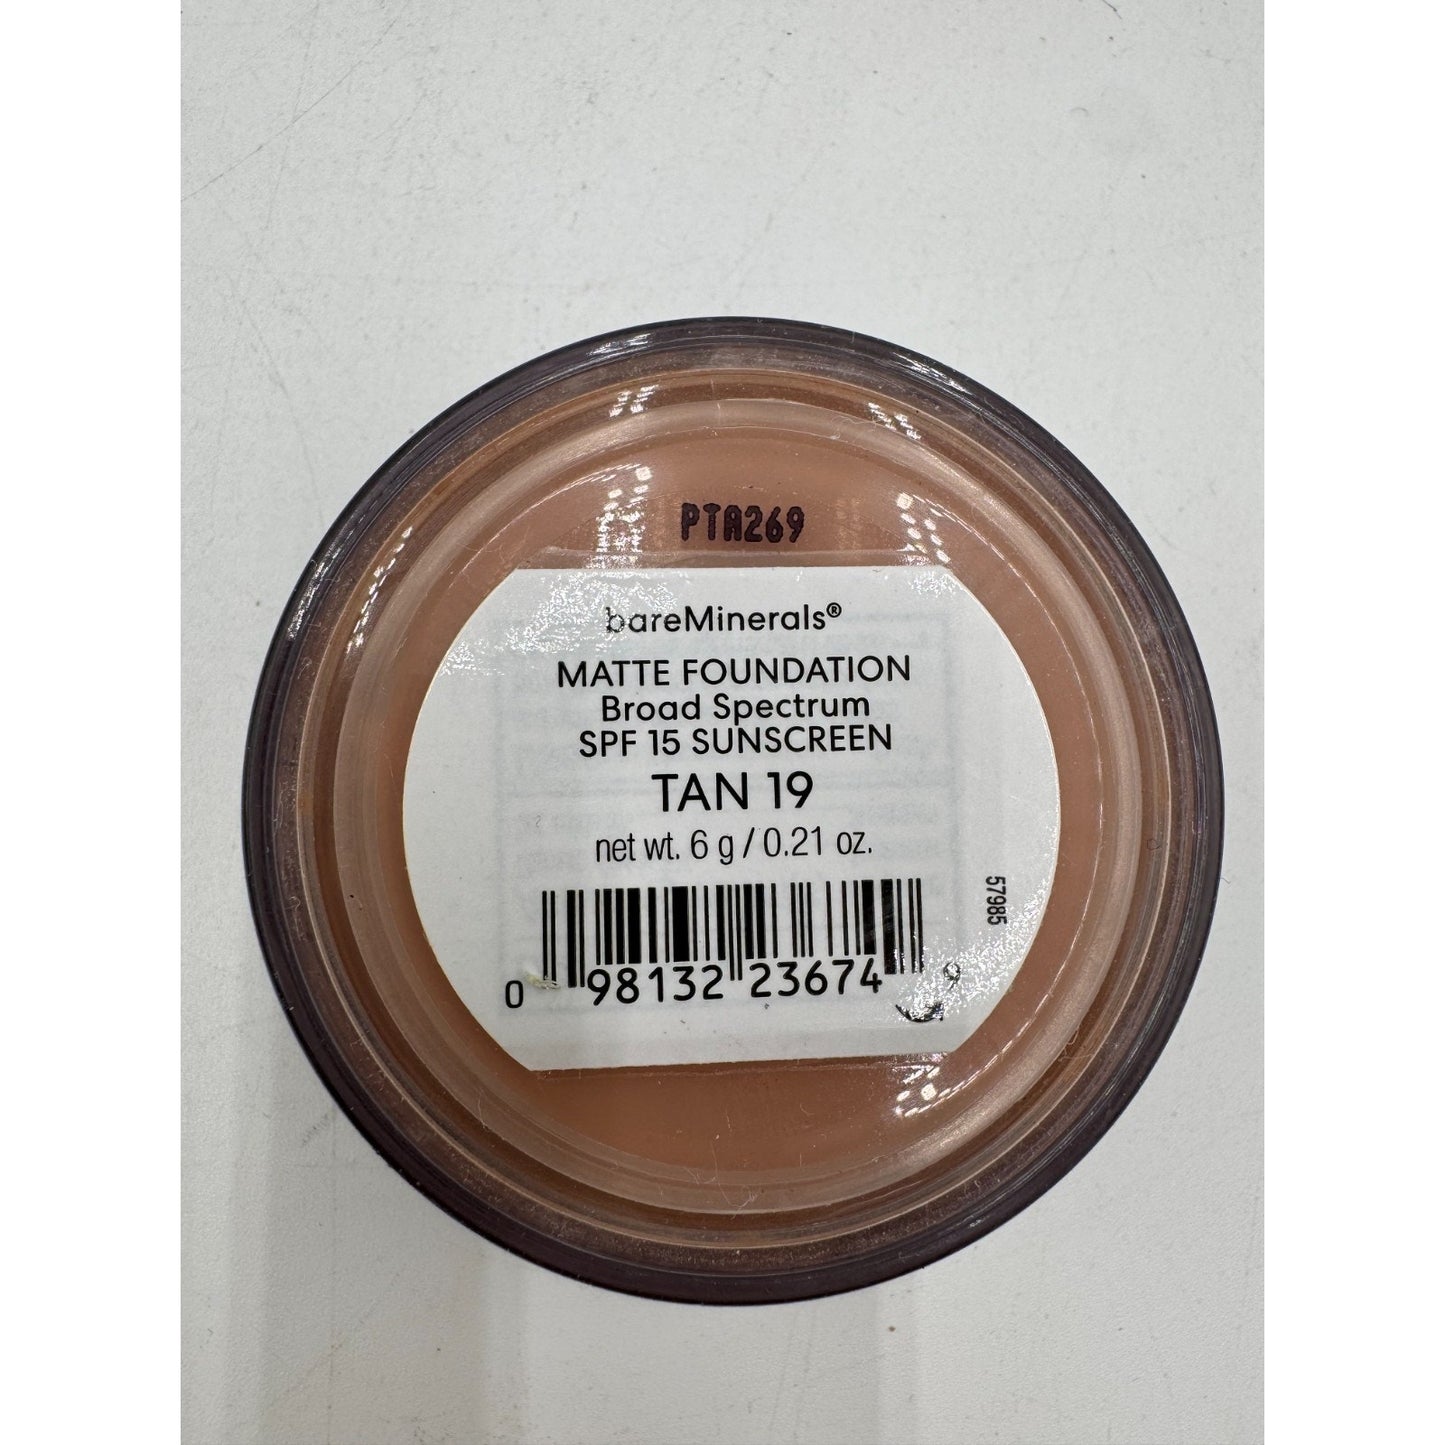 PTA269
bareMinerals®
MATTE FOUNDATION
Broad Spectrum
SPF 15 SUNSCREEN
TAN 19
net wt. 6 g / 0.21 oz.
57985
0 98132 23674 9